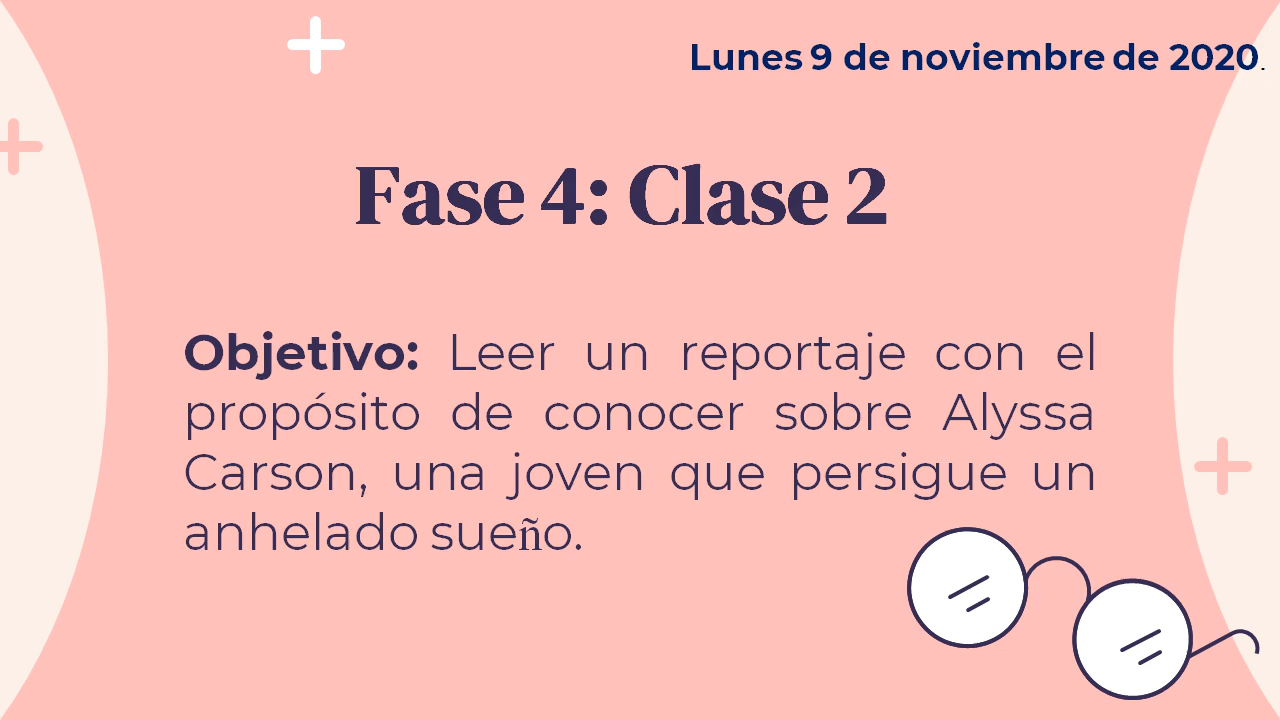 Lunes 9 de noviembre de 2020.
Fase 4: Clase 2
Objetivo: Leer un reportaje con el
propósito de conocer sobre Alyssa
Carson, una joven que persigue un
anhelado sueño.